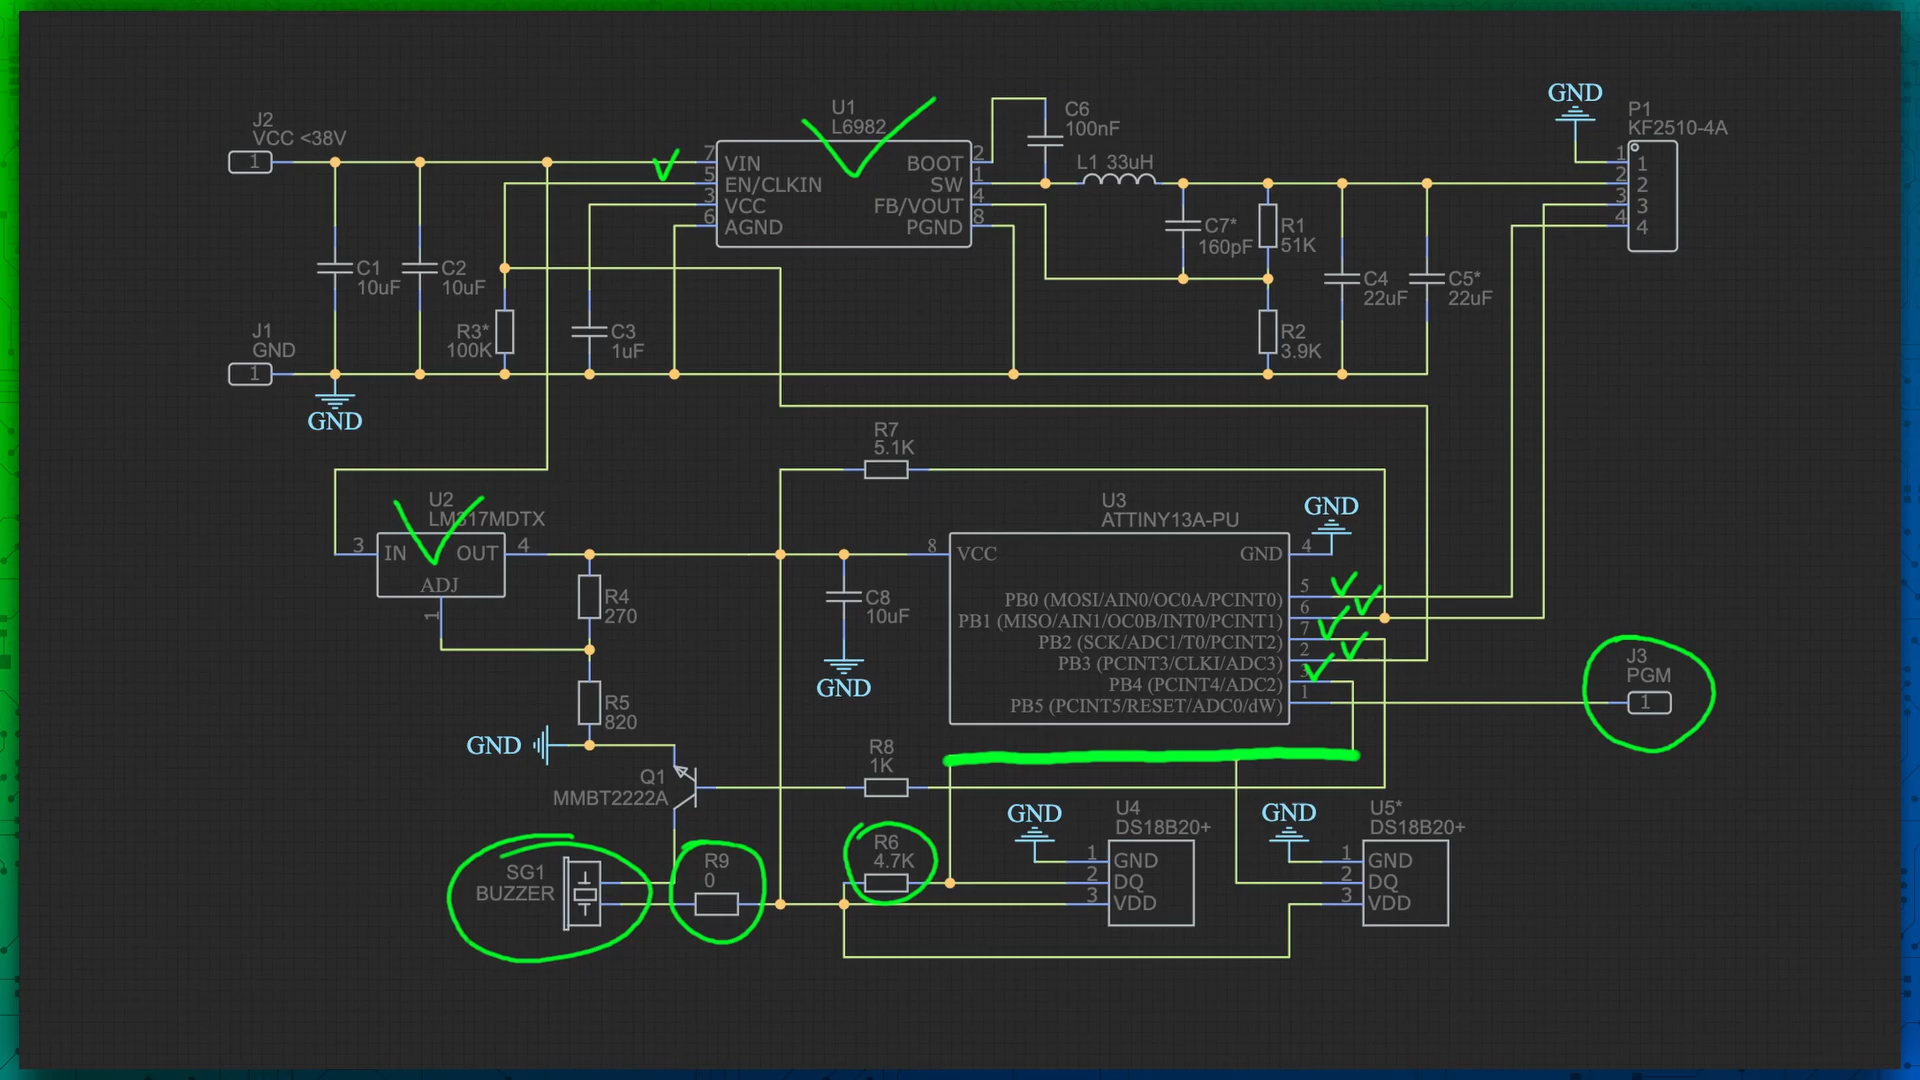 J2
VCC <38V
1
C1
10uF
C2
10uF
R3*
100K
C3
1uF
J1
GND
1
GND
U1
L6982
7
VIN
5
EN/CLKIN
3
VCC
6
AGND
BOOT
2
SW
1
FB/VOUT
4
PGND
8
C6
100nF
L1 33uH
C7*
160pF
R1
51K
R2
3.9K
C4
22uF
C5*
22uF
GND
P1
KF2510-4A
1
1
2
2
3
3
4
4
R7
5.1K
U2
LM317MDTX
3
IN
OUT
4
ADJ
1
R4
270
R5
820
GND
C8
10uF
GND
U3
ATTINY13A-PU
8
VCC
GND
4
GND
PB0 (MOSI/AIN0/OC0A/PCINT0)
5
PB1 (MISO/AIN1/OC0B/INT0/PCINT1)
6
PB2 (SCK/ADC1/T0/PCINT2)
7
PB3 (PCINT3/CLKI/ADC3)
2
PB4 (PCINT4/ADC2)
3
PB5 (PCINT5/RESET/ADC0/dW)
1
J3
PGM
1
Q1
MMBT2222A
R8
1K
SG1
BUZZER
R9
0
R6
4.7K
GND
U4
DS18B20+
1
GND
2
DQ
3
VDD
GND
U5*
DS18B20+
1
GND
2
DQ
3
VDD